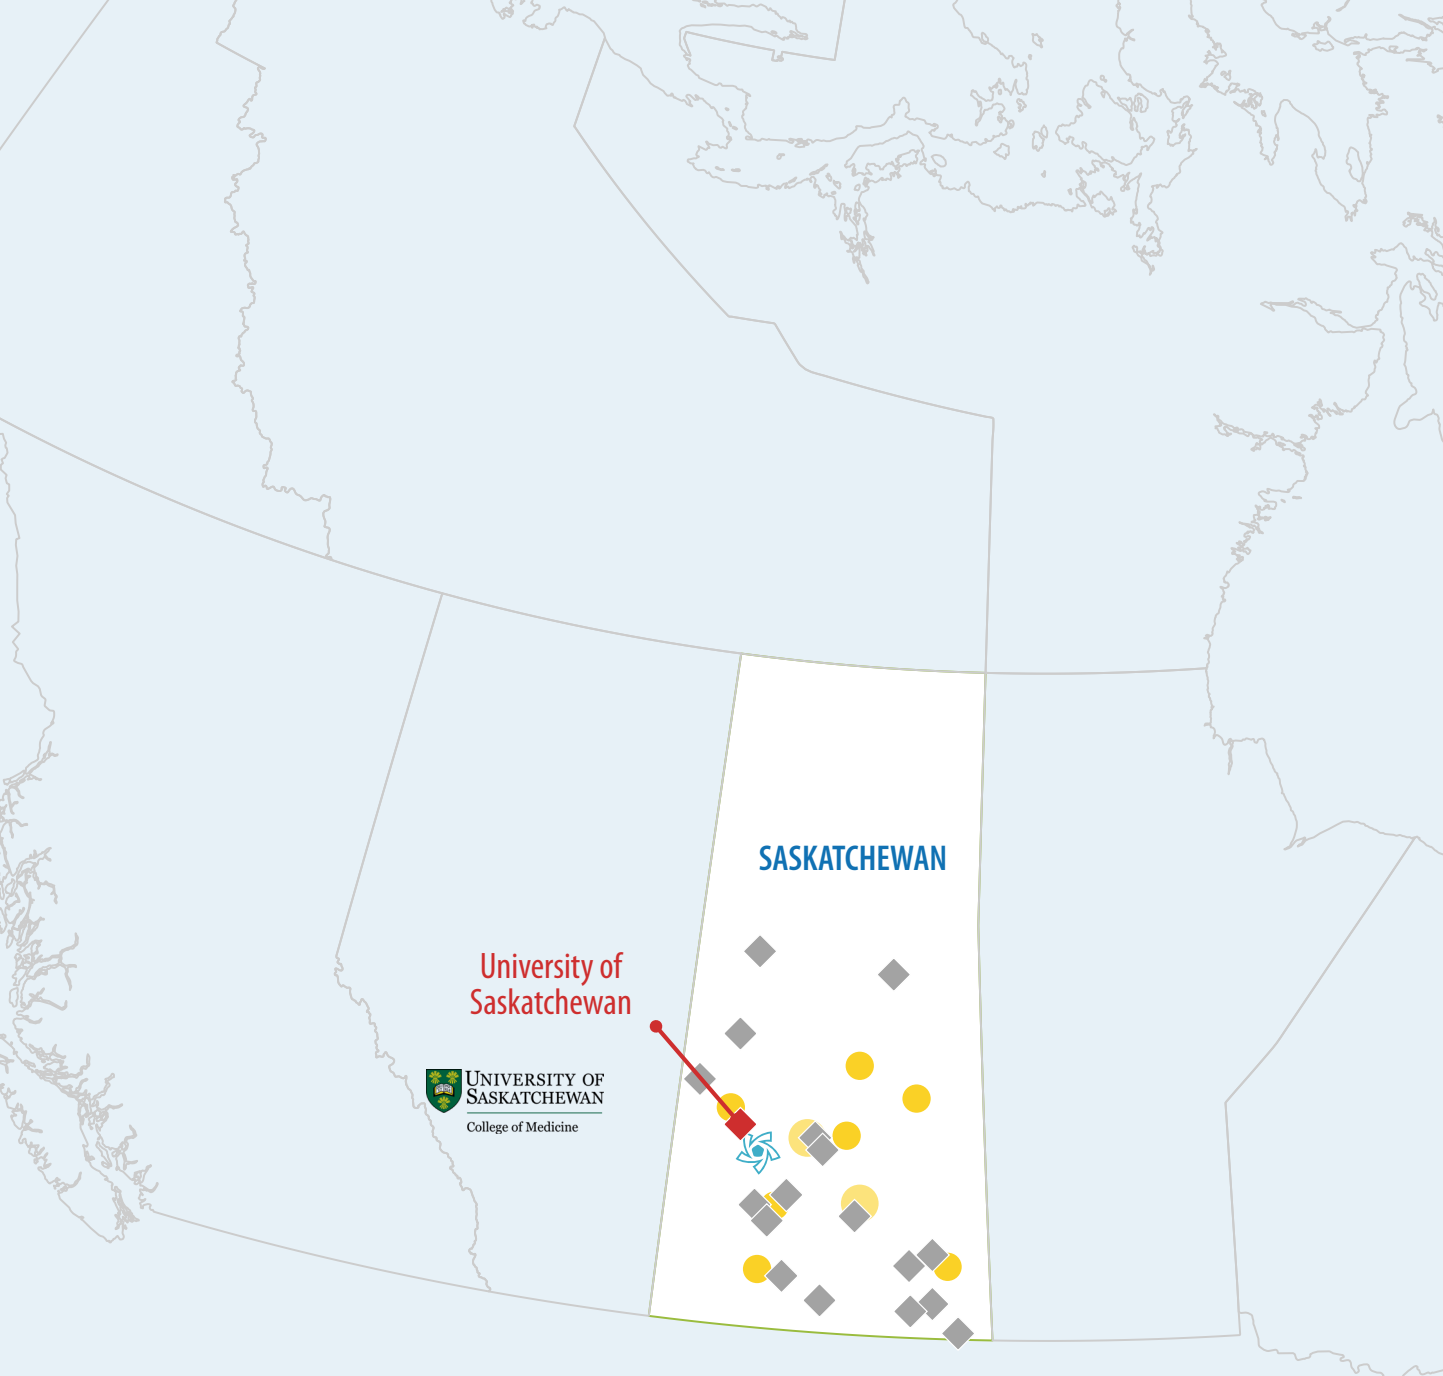 SASKATCHEWAN
University of
Saskatchewan
UNIVERSITY OF
SASKATCHEWAN
College of Medicine